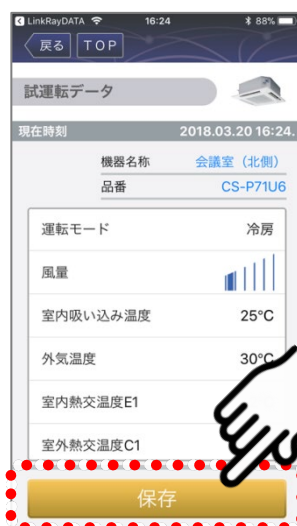 LinkRayDATA 16:24 88%
戻る TOP
試運転データ
現在時刻 2018.03.20 16:24.
機器名称 会議室（北側）
品番 CS-P71U6
運転モード 冷房
風量
室内吸い込み温度 25°C
外気温度 30°C
室内熱交温度E1
室外熱交温度C1
保存